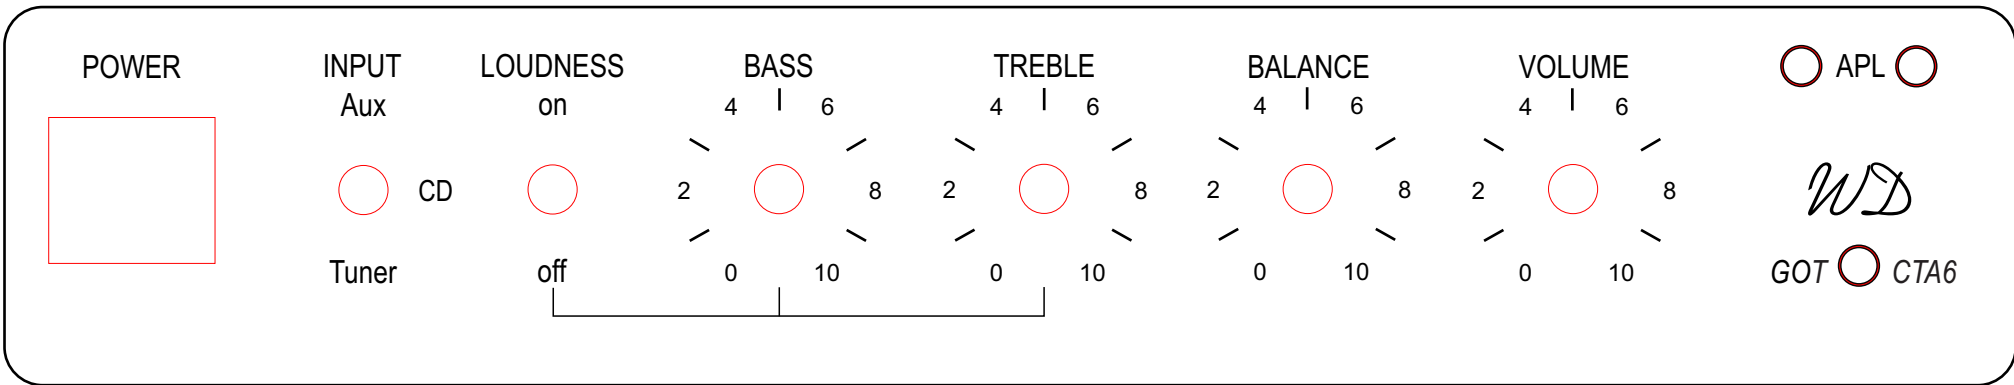 POWER INPUT LOUDNESS BASS TREBLE BALANCE VOLUME APL
Aux on 4 6 4 6 4 6 4 6
CD 2 8 2 8 2 8 2 8 WD
Tuner off 0 10 0 10 0 10 0 10 GOT CTA6